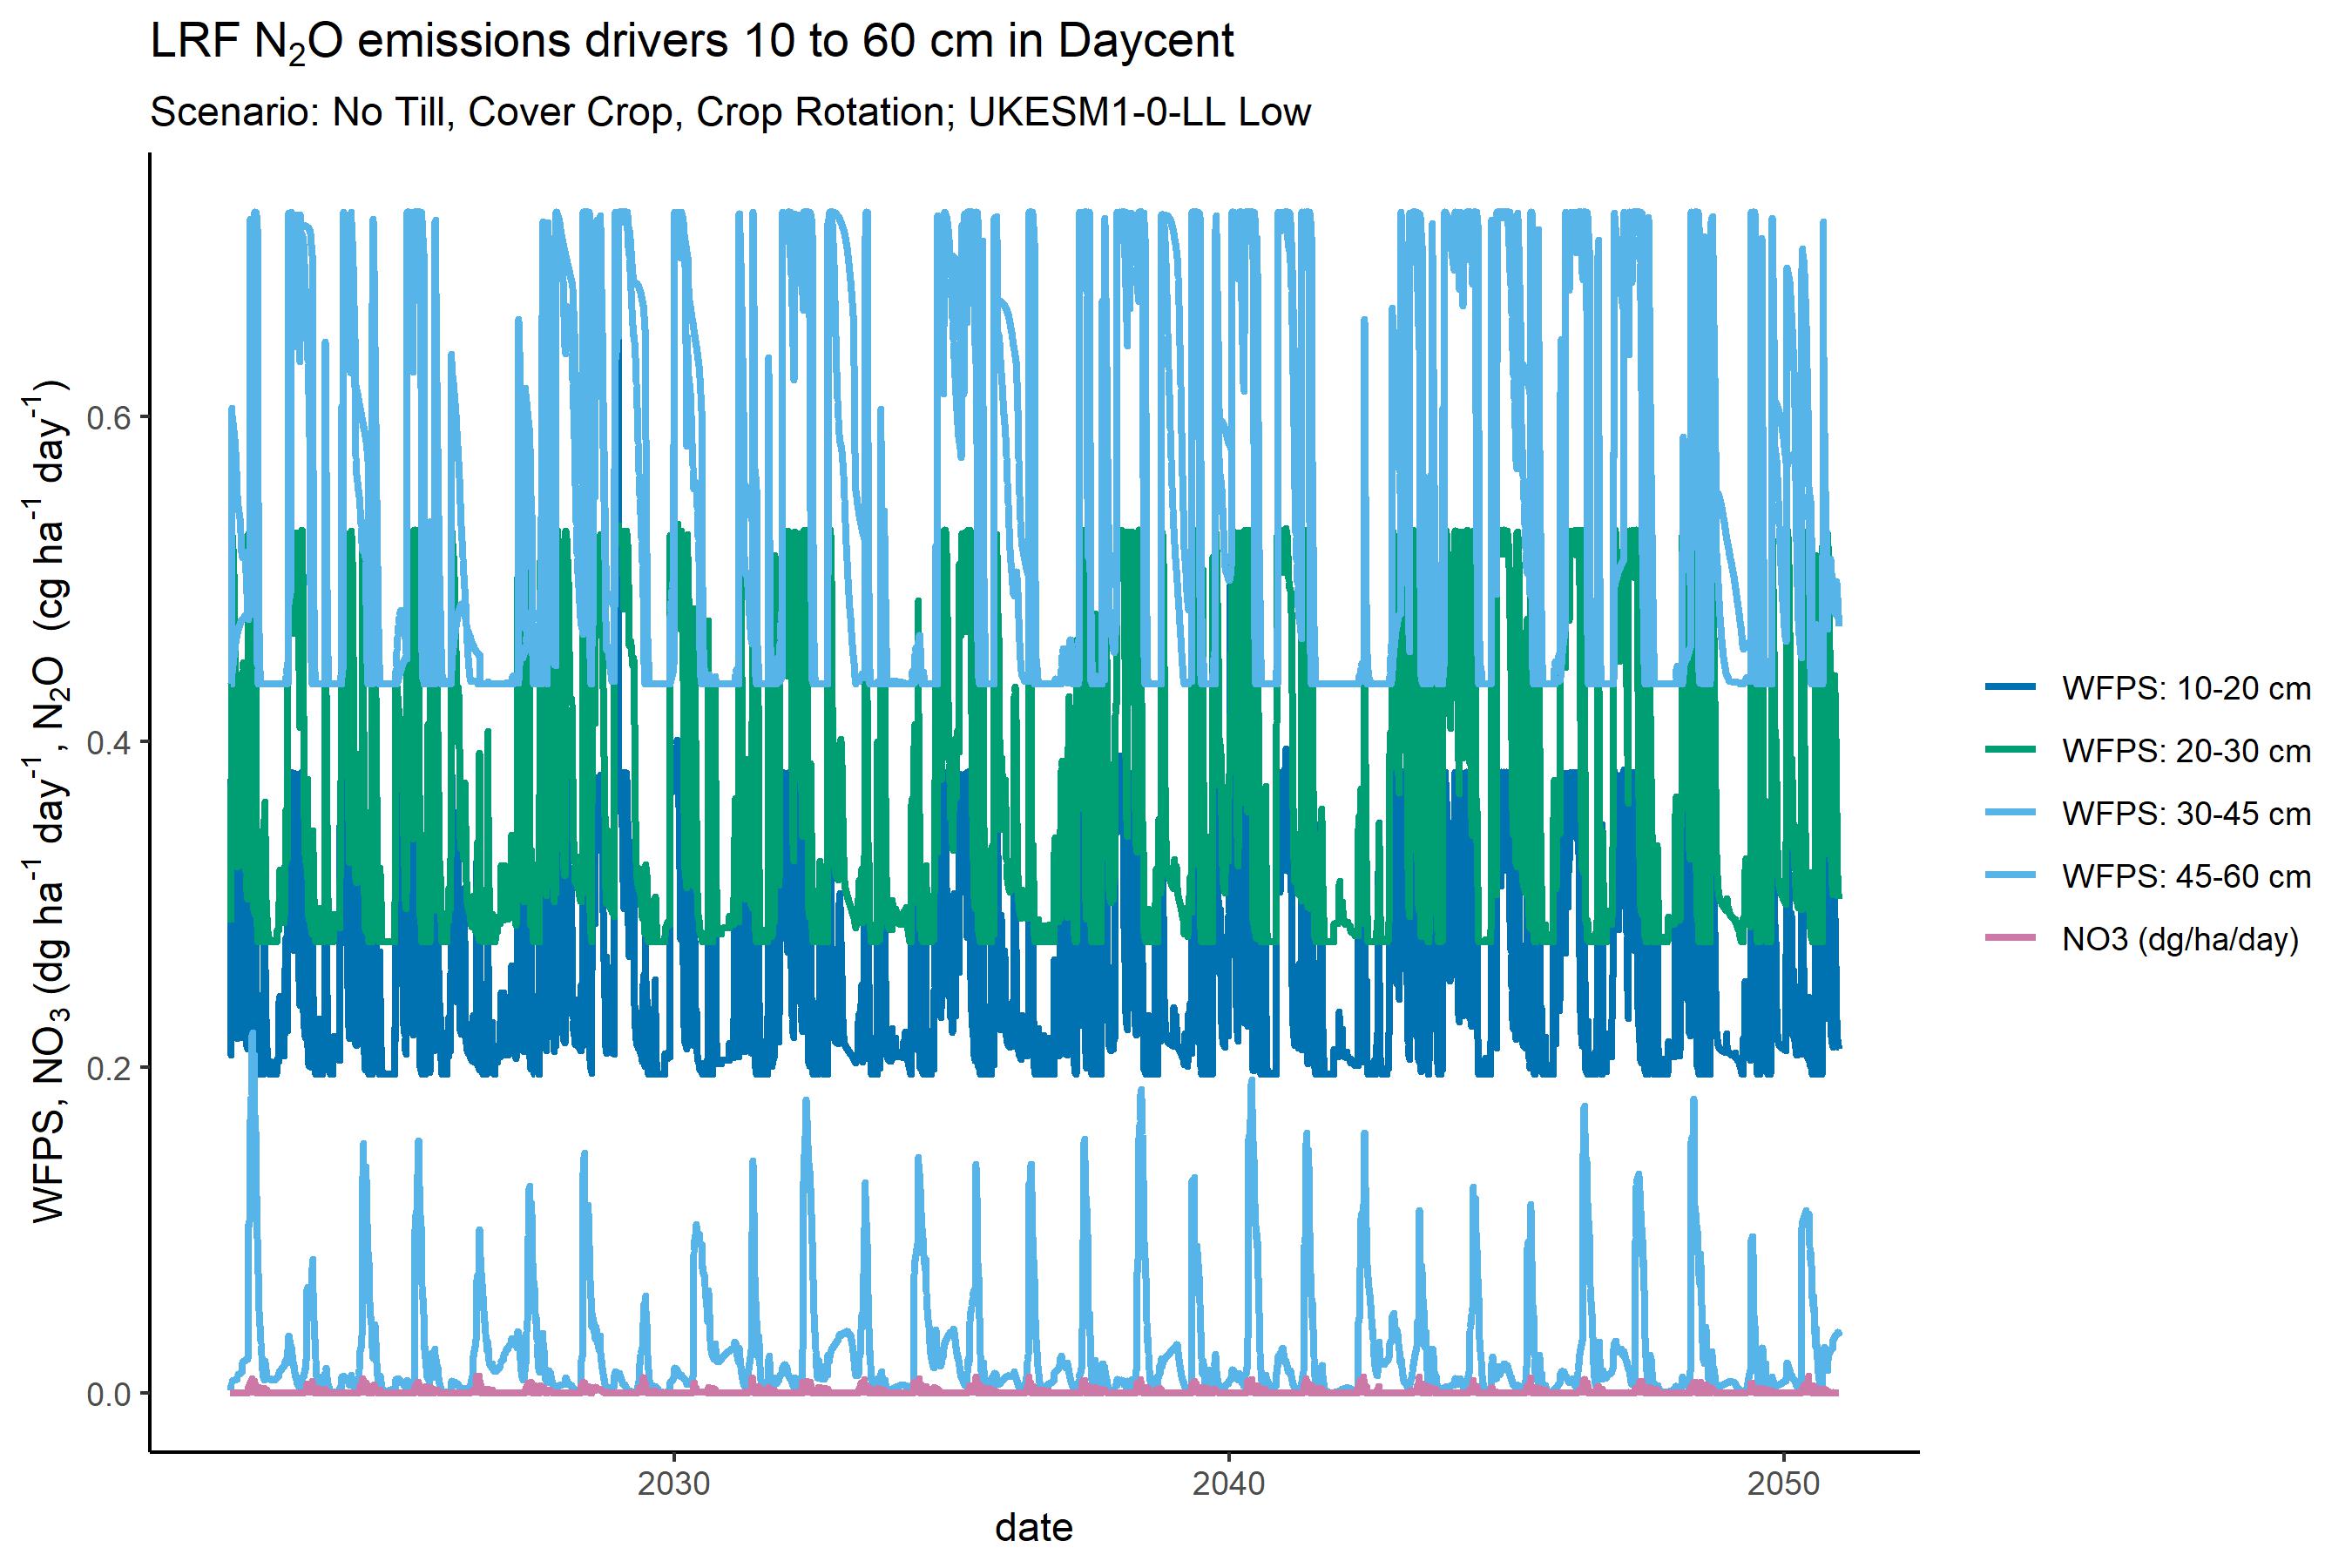 LRF N₂O emissions drivers 10 to 60 cm in Daycent
Scenario: No Till, Cover Crop, Crop Rotation; UKESM1-0-LL Low
WFPS, NO₃ (dg ha⁻¹ day⁻¹, N₂O (cg ha⁻¹ day⁻¹)
0.6
0.4
0.2
0.0
2030 2040 2050
date
WFPS: 10-20 cm
WFPS: 20-30 cm
WFPS: 30-45 cm
WFPS: 45-60 cm
NO3 (dg/ha/day)